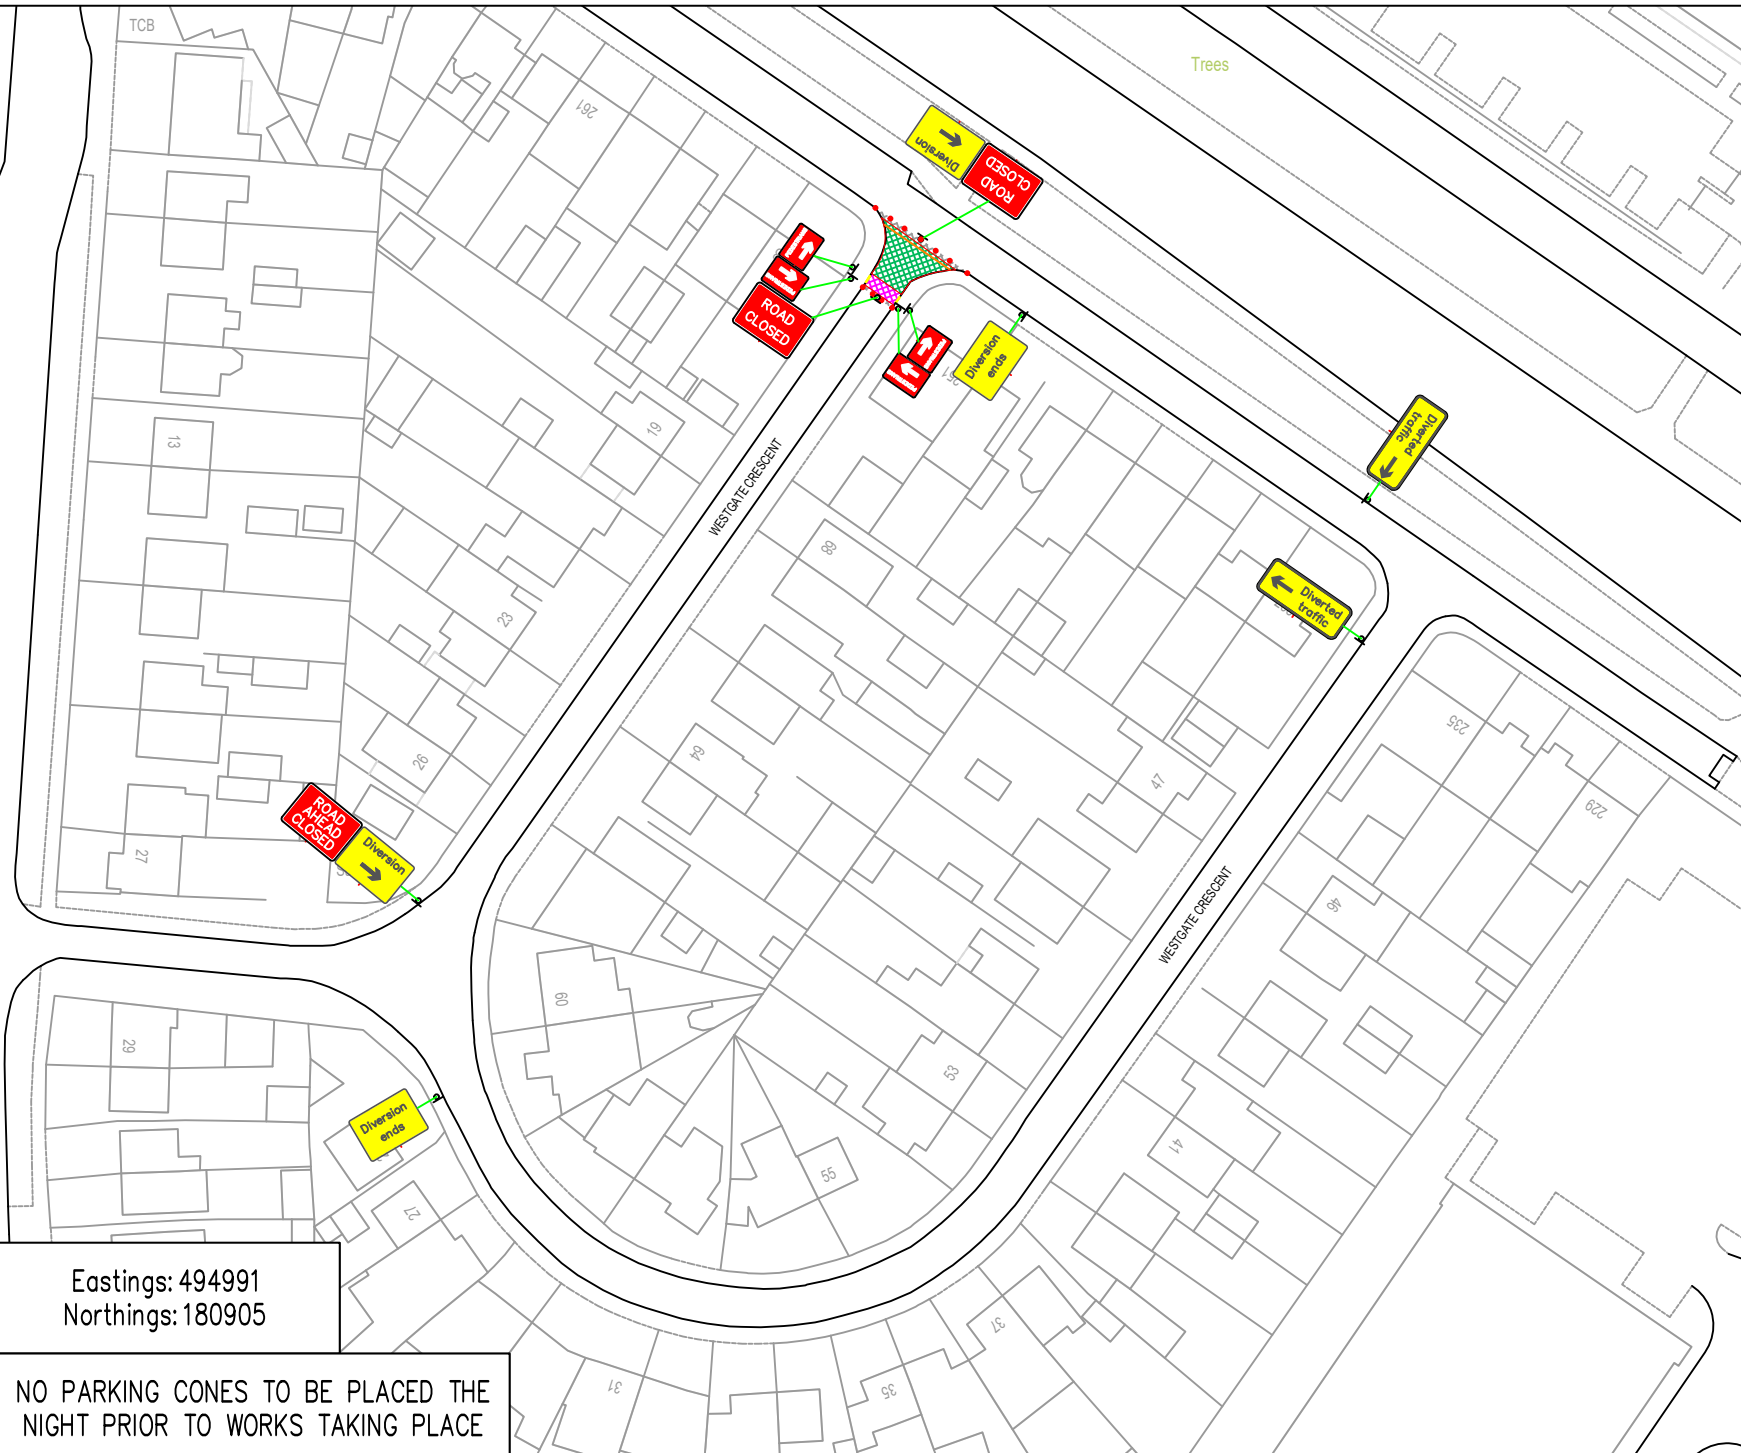 TCB
Trees
261
Diversion
ROAD
CLOSED
ROAD
CLOSED
Diversion
ends
251
Diverted
traffic
13
19
WESTGATE CRESCENT
68
Diverted
traffic
23
235
26
64
47
229
ROAD
AHEAD
CLOSED
Diversion
27
46
WESTGATE CRESCENT
60
29
53
Diversion
ends
41
55
27
Eastings: 494991
Northings: 180905
37
31
35
NO PARKING CONES TO BE PLACED THE
NIGHT PRIOR TO WORKS TAKING PLACE